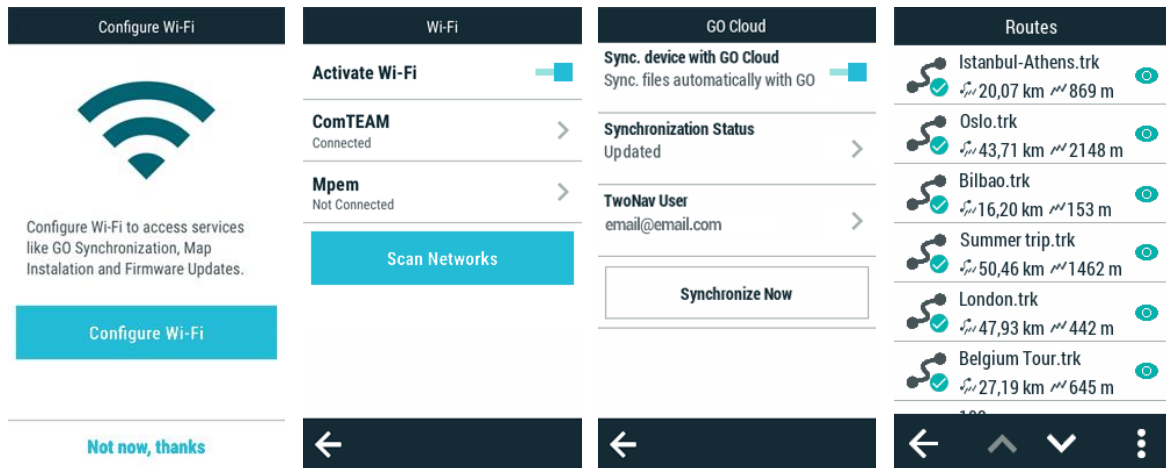 Configure Wi-Fi
Configure Wi-Fi to access services
like GO Synchronization, Map
Instalation and Firmware Updates.
Configure Wi-Fi
Not now, thanks
Wi-Fi
Activate Wi-Fi
ComTEAM
Connected
Mpem
Not Connected
Scan Networks
GO Cloud
Sync. device with GO Cloud
Sync. files automatically with GO
Synchronization Status
Updated
TwoNav User
email@email.com
Synchronize Now
Routes
Istanbul-Athens.trk
20,07 km 869 m
Oslo.trk
43,71 km 2148 m
Bilbao.trk
16,20 km 153 m
Summer trip.trk
50,46 km 1462 m
London.trk
47,93 km 442 m
Belgium Tour.trk
27,19 km 645 m